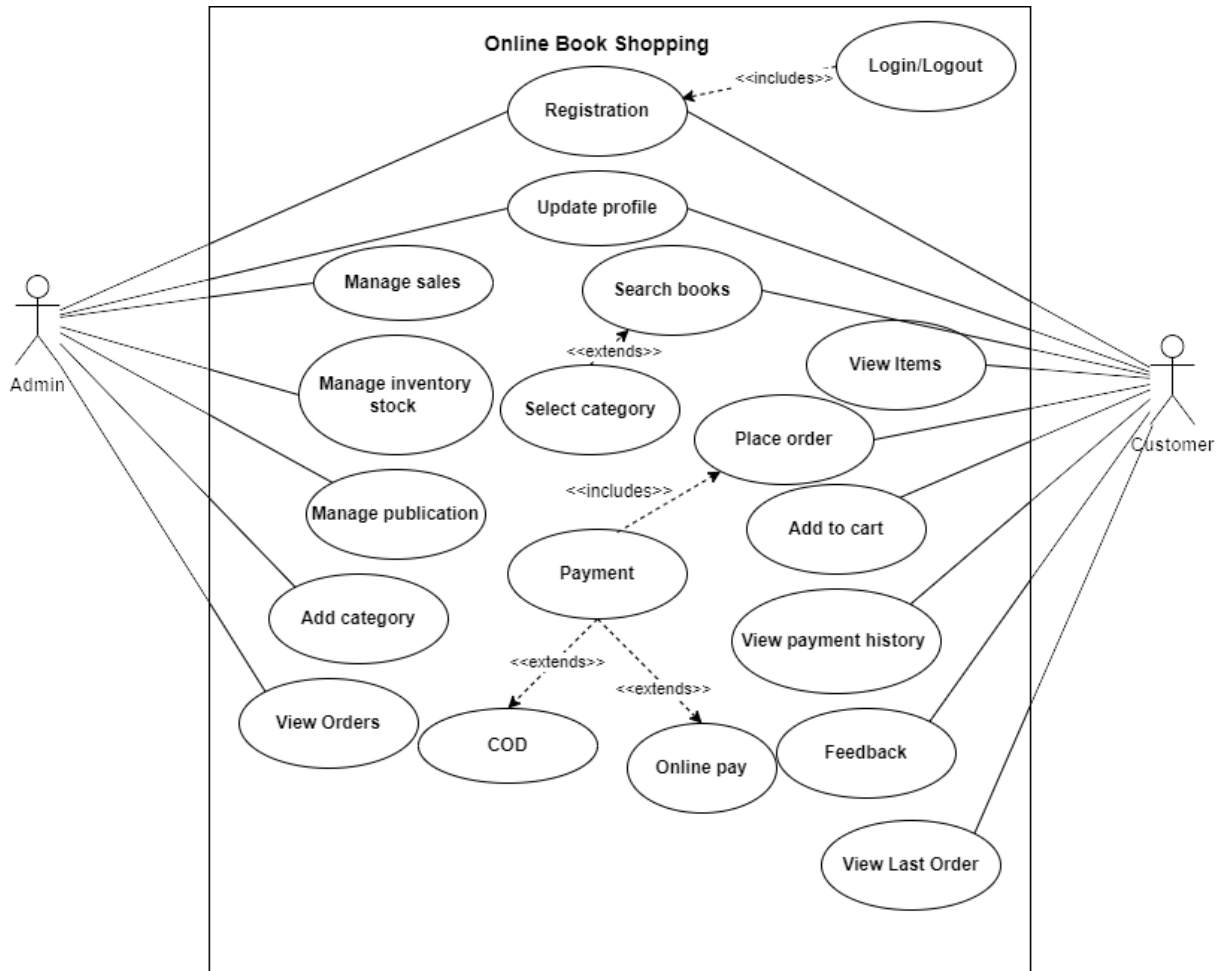 Online Book Shopping
Login/Logout
<<includes>>
Registration
Update profile
Manage sales
Search books
<<extends>>
View Items
Admin
Manage inventory
stock
Select category
Place order
Customer
<<includes>>
Manage publication
Add to cart
Payment
Add category
View payment history
<<extends>>
<<extends>>
View Orders
COD
Online pay
Feedback
View Last Order